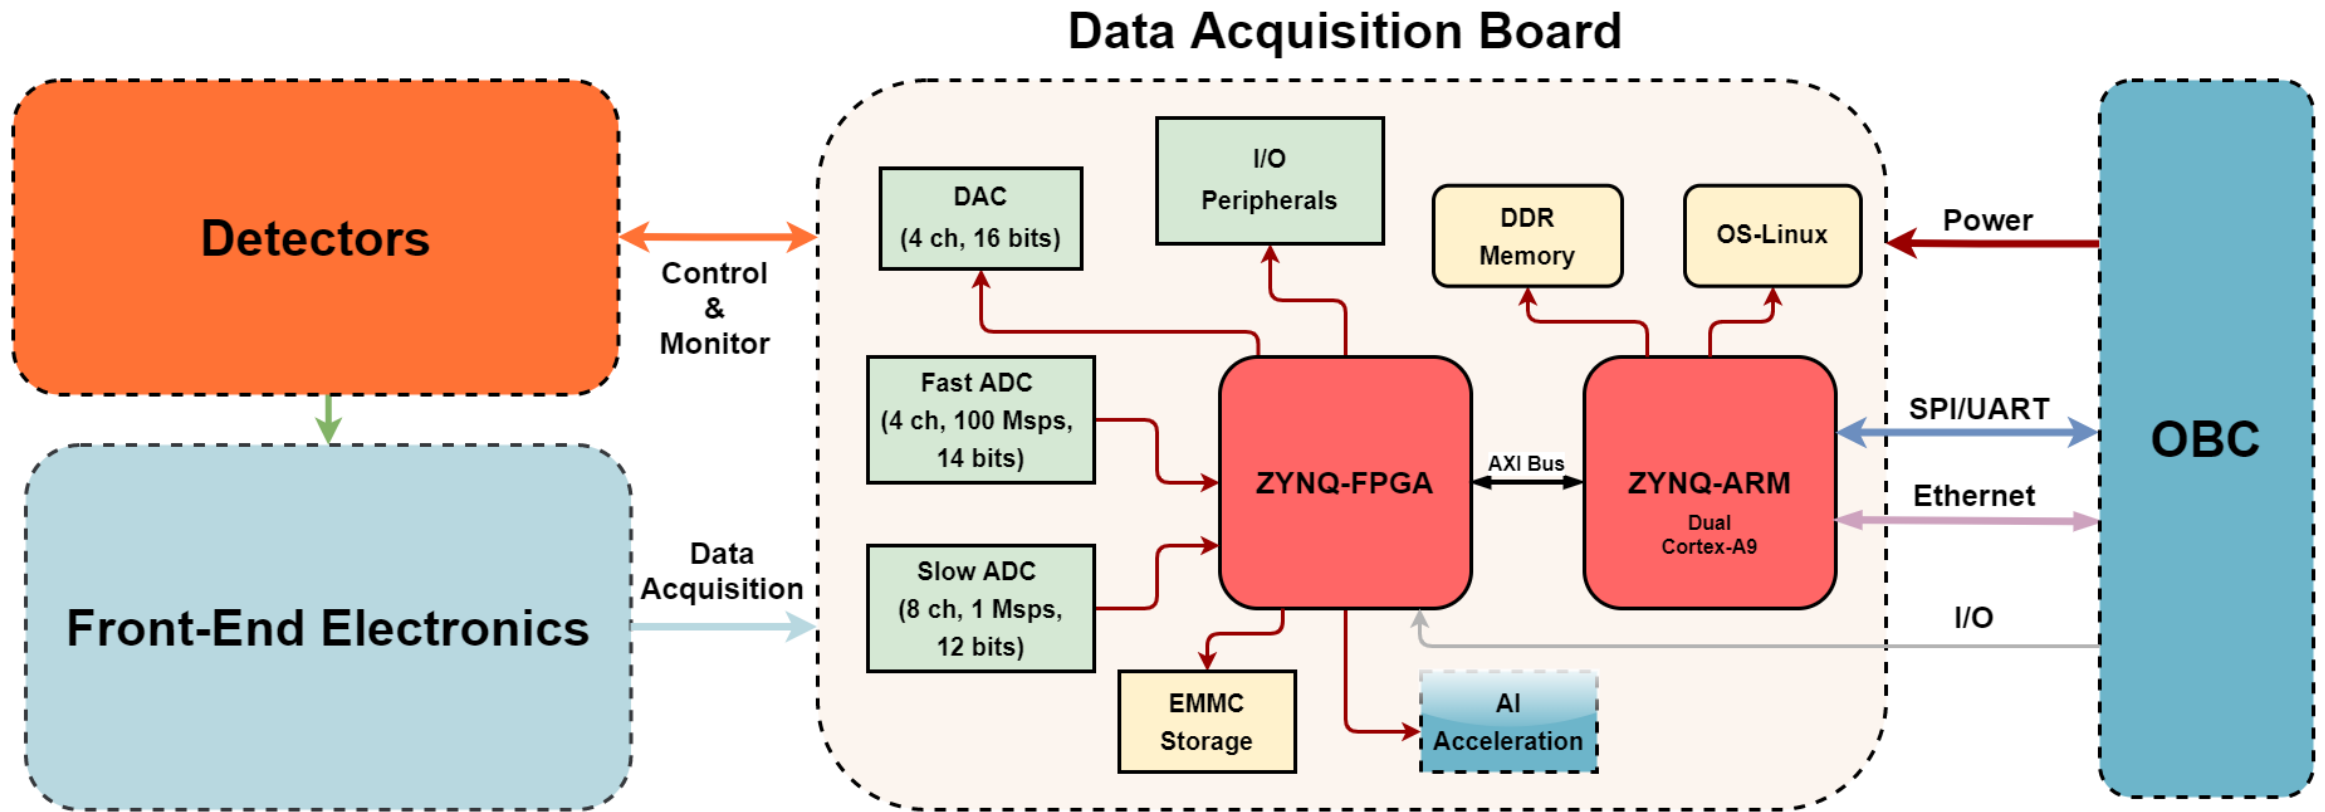 Data Acquisition Board
Detectors
Control
&
Monitor
Front-End Electronics
Data
Acquisition
DAC
(4 ch, 16 bits)
I/O
Peripherals
DDR
Memory
OS-Linux
Fast ADC
(4 ch, 100 Msps,
14 bits)
Slow ADC
(8 ch, 1 Msps,
12 bits)
ZYNQ-FPGA
AXI Bus
ZYNQ-ARM
Dual
Cortex-A9
EMMC
Storage
AI
Acceleration
Power
SPI/UART
Ethernet
I/O
OBC